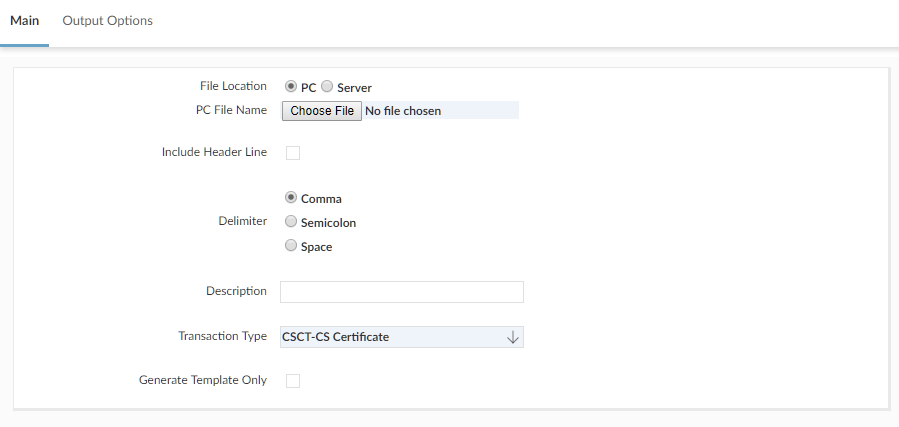 Main Output Options
File Location PC Server
PC File Name Choose File No file chosen
Include Header Line
Comma
Delimiter Semicolon
Space
Description
Transaction Type CSCT-CS Certificate
Generate Template Only